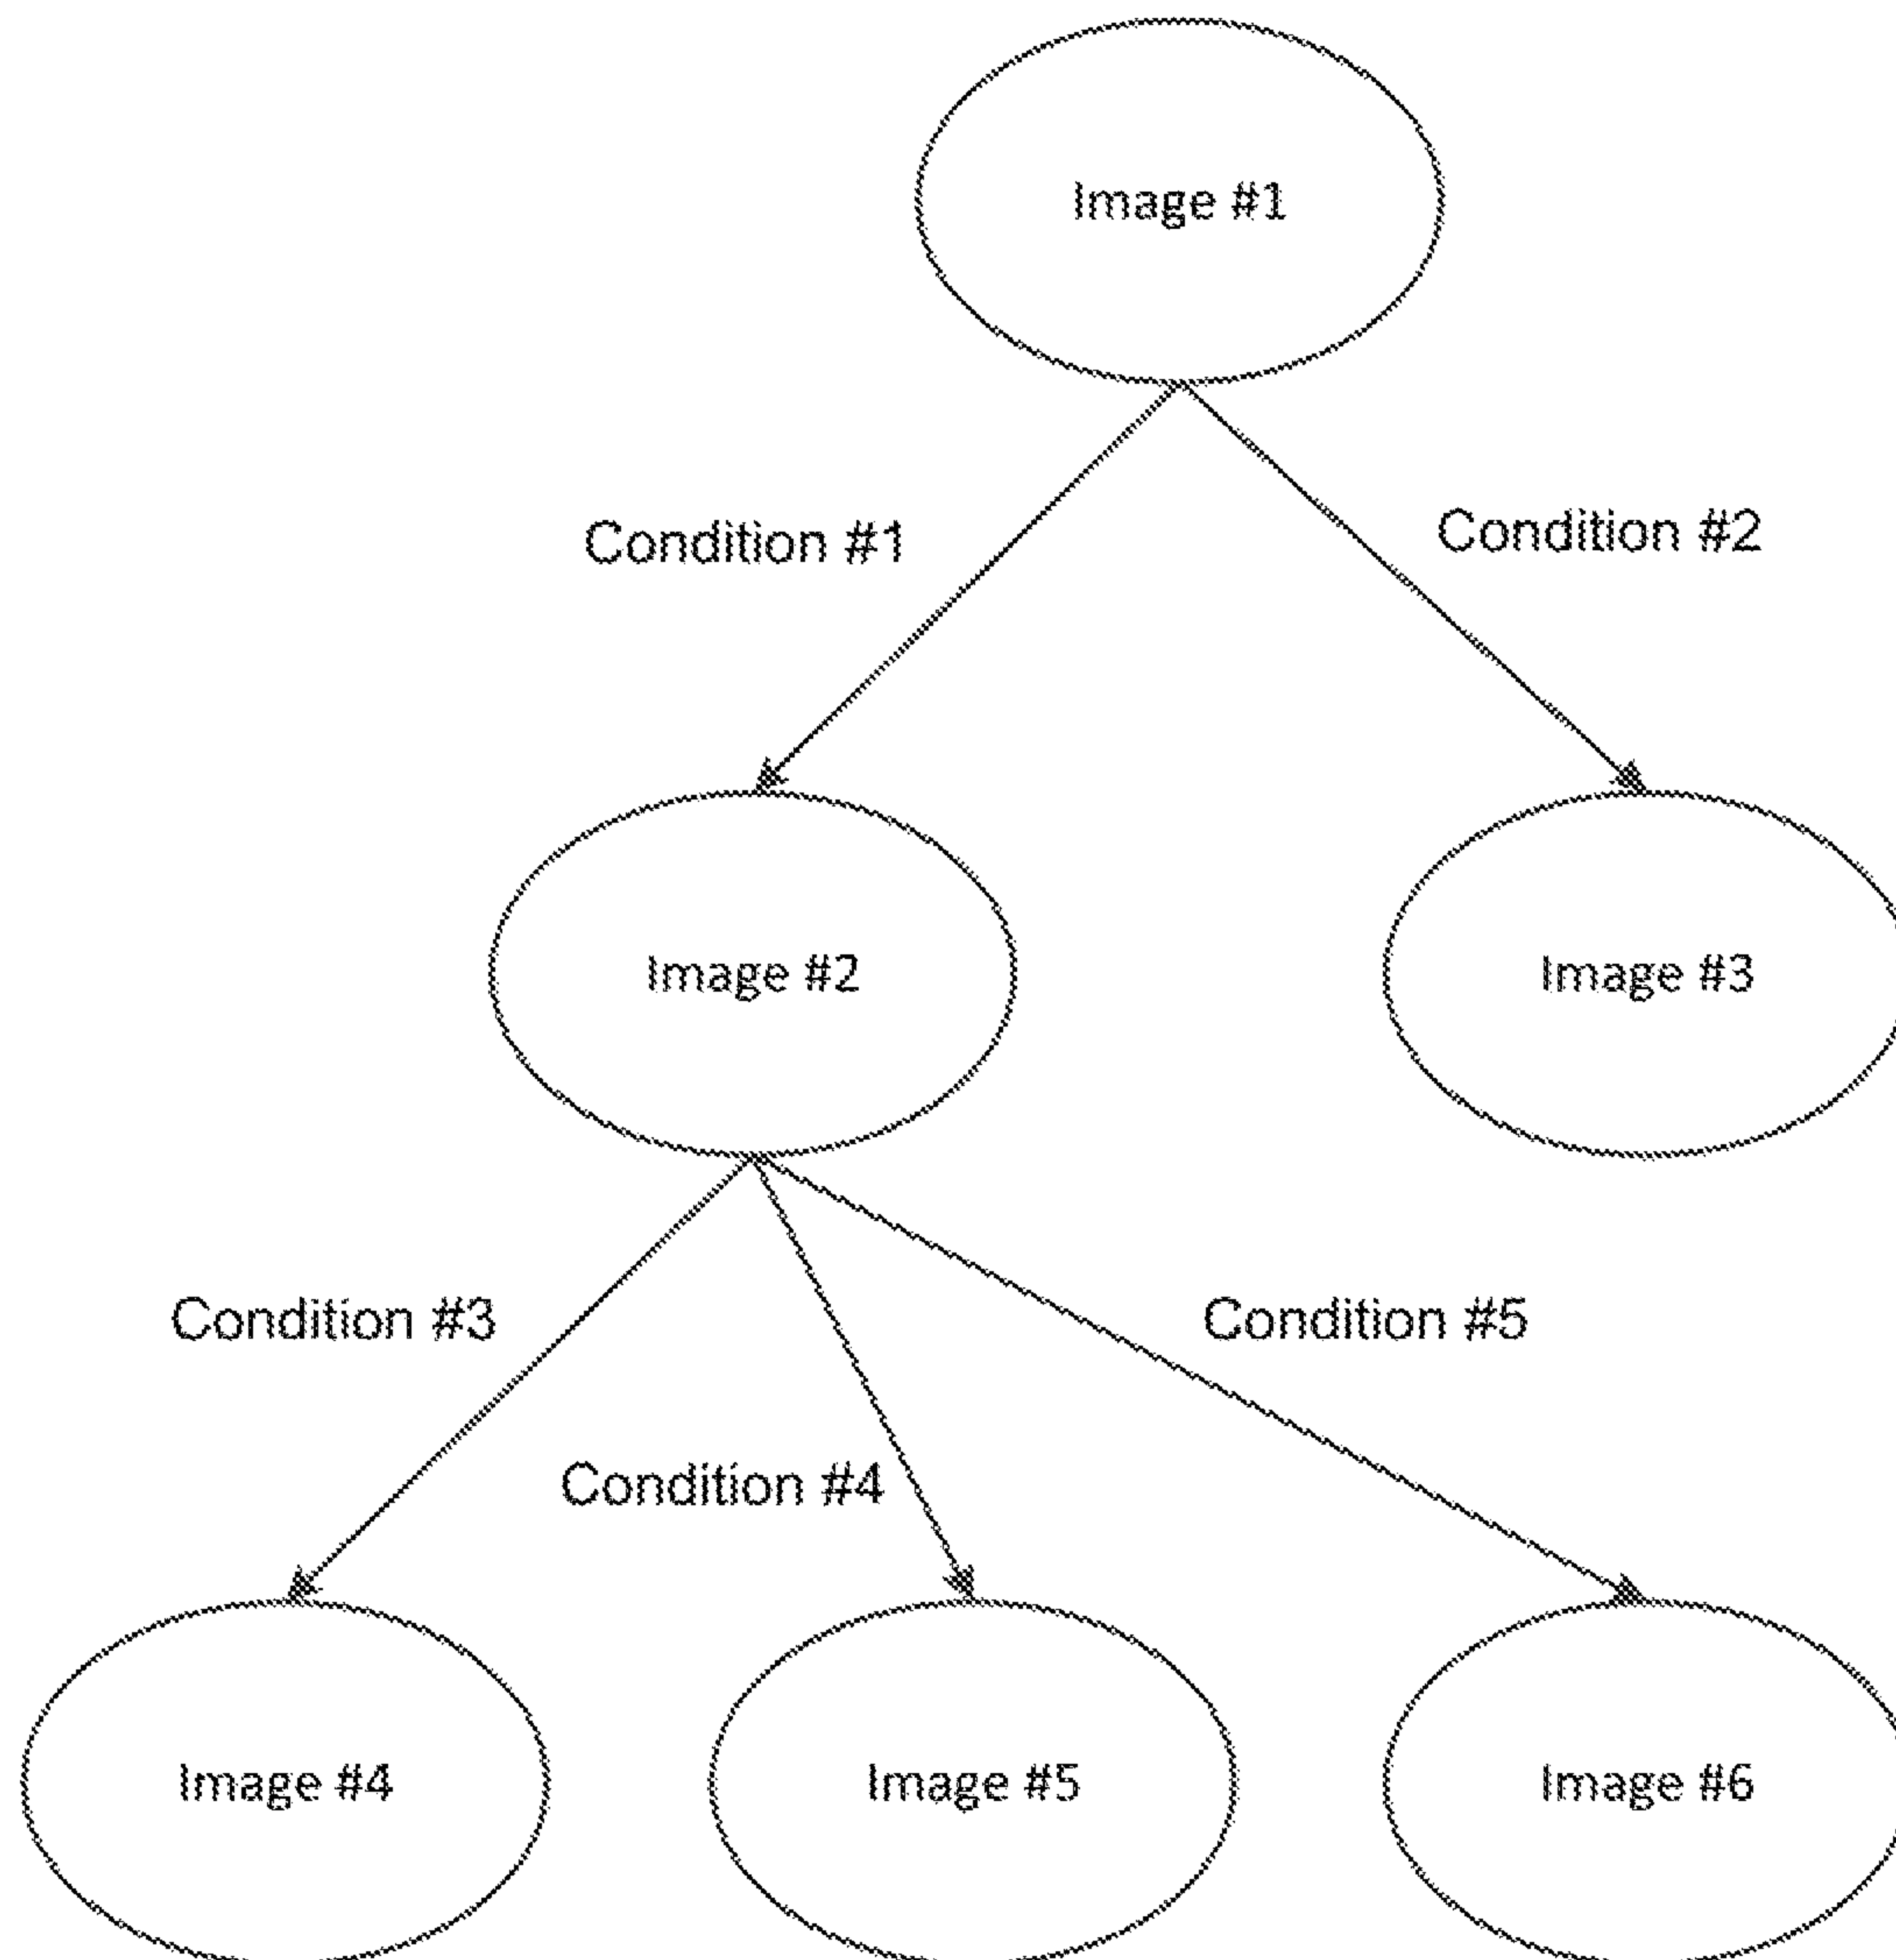 Image #1
Condition #1
Condition #2
Image #2
Image #3
Condition #3
Condition #5
Condition #4
Image #4
Image #5
Image #6